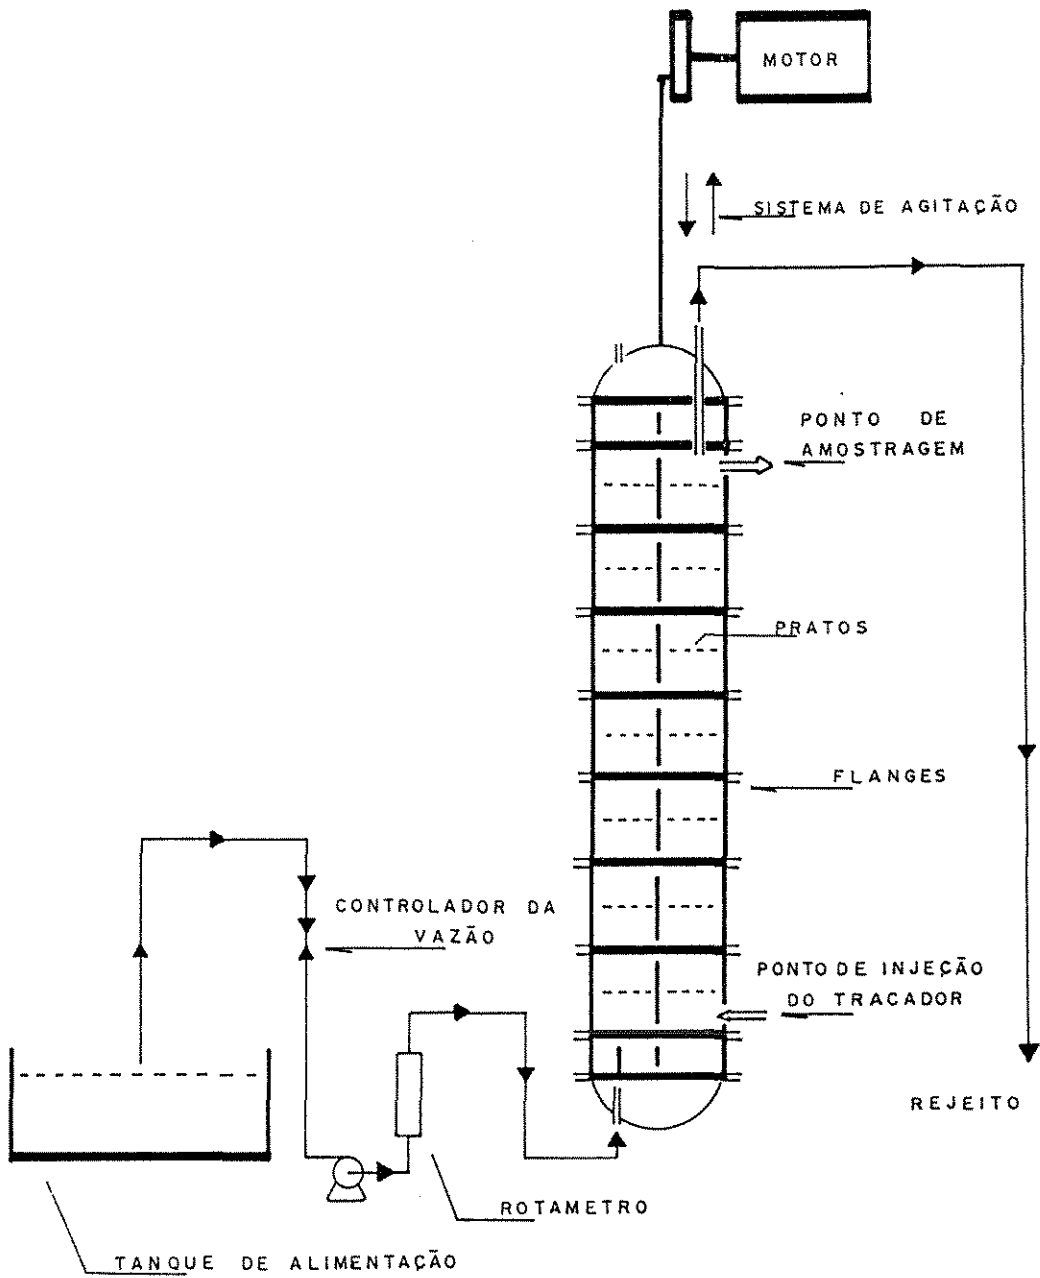 MOTOR
SISTEMA DE AGITAÇÃO
PONTO DE
AMOSTRAGEM
PRATOS
FLANGES
CONTROLADOR DA
VAZÃO
PONTO DE INJEÇÃO
DO TRACADOR
REJEITO
ROTAMETRO
TANQUE DE ALIMENTAÇÃO